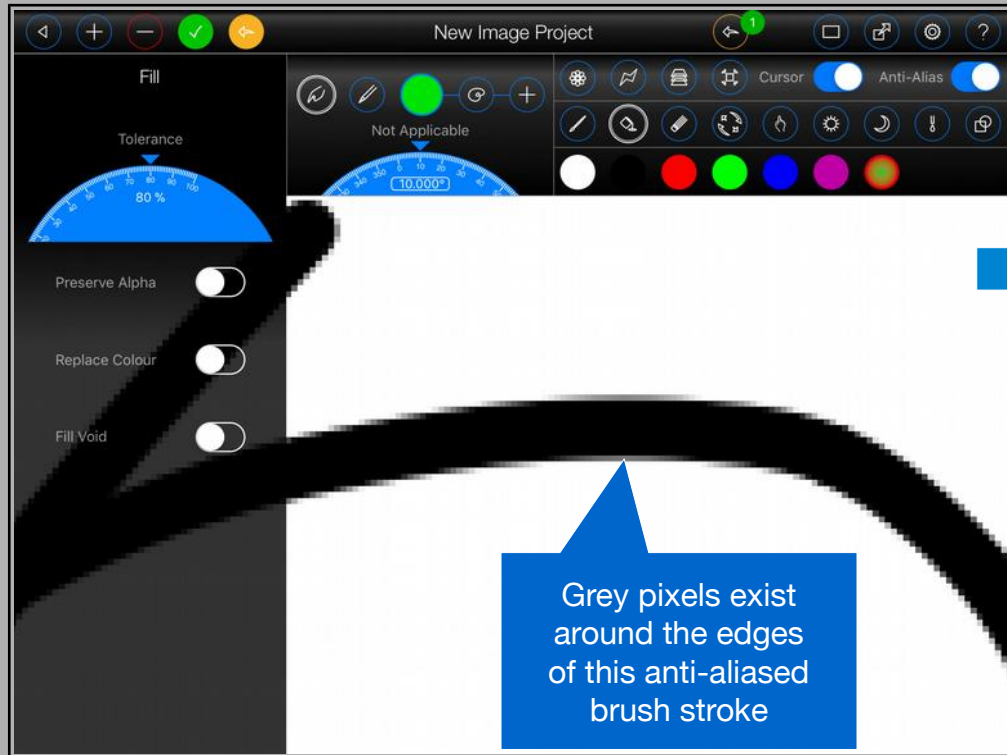 New Image Project
1
?
Fill
Cursor
Anti-Alias
Tolerance
Not Applicable
80 %
10.000°
Preserve Alpha
Replace Colour
Fill Void
Grey pixels exist
around the edges
of this anti-aliased
brush stroke